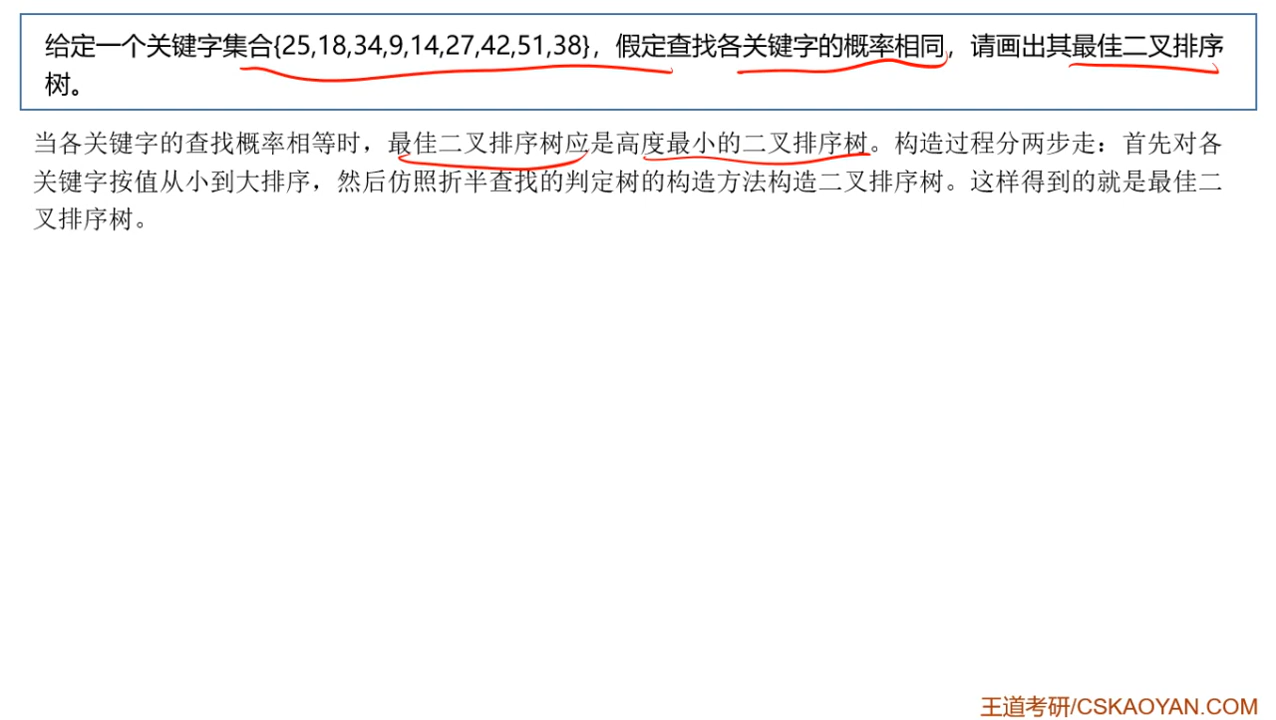 给定一个关键字集合{25,18,34,9,14,27,42,51,38}，假定查找各关键字的概率相同，请画出其最佳二叉排序
树。
当各关键字的查找概率相等时，最佳二叉排序树应是高度最小的二叉排序树。构造过程分两步走：首先对各
关键字按值从小到大排序，然后仿照折半查找的判定树的构造方法构造二叉排序树。这样得到的就是最佳二
叉排序树。
王道考研/CSKAOYAN.COM